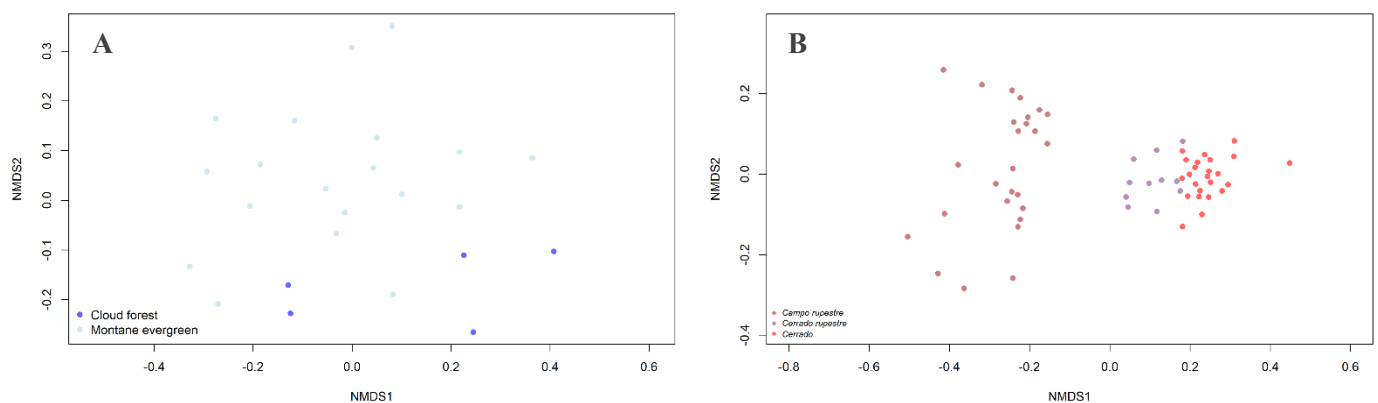 A
NMDS2
0.3
0.2
0.1
0.0
-0.1
-0.2
Cloud forest
Montane evergreen
-0.4 -0.2 0.0 0.2 0.4 0.6
NMDS1
B
NMDS2
0.2
0.0
-0.2
-0.4
Campo rupestre
Cerrado rupestre
Cerrado
-0.8 -0.6 -0.4 -0.2 0.0 0.2 0.4 0.6
NMDS1